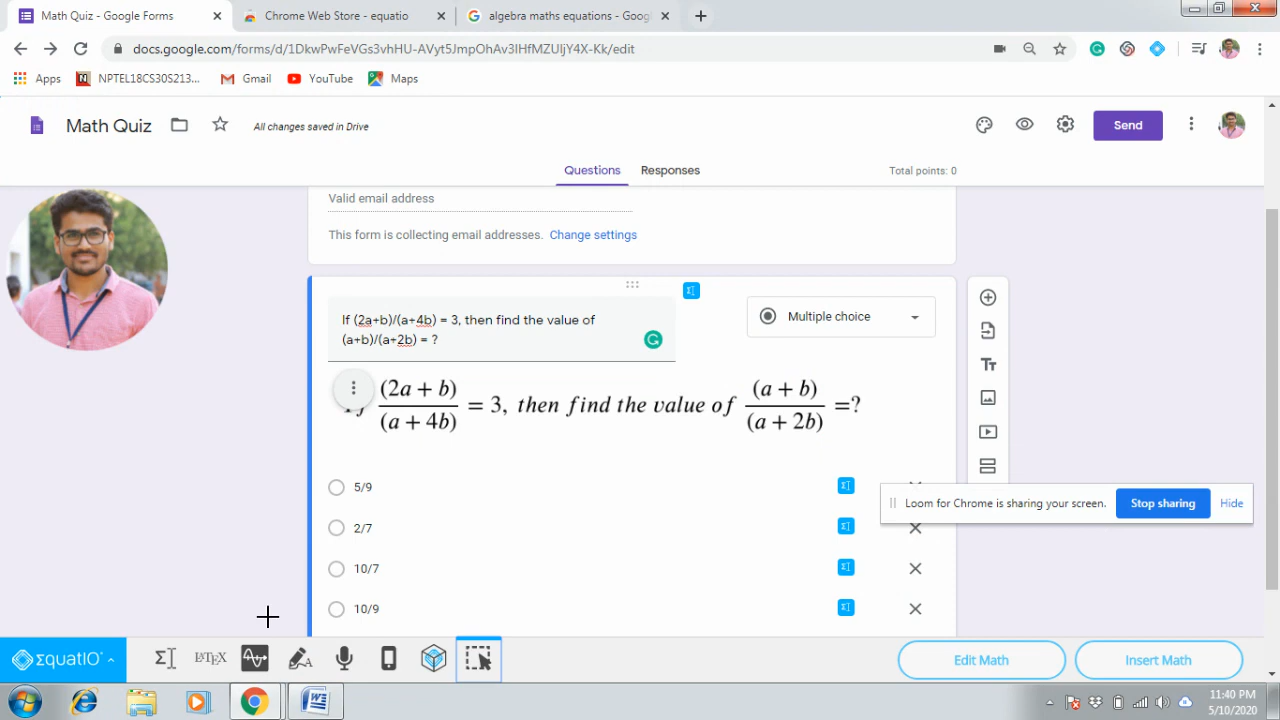 Math Quiz - Google Forms
Chrome Web Store - equatio
algebra maths equations - Goog
docs.google.com/forms/d/1DkwPwFeVGs3vhHU-AVyt5JmpOhAv3IHfMZUljY4X-Kk/edit
Apps
NPTEL18CS30S213...
Gmail
YouTube
Maps
Math Quiz
All changes saved in Drive
Send
Questions
Responses
Total points: 0
Valid email address
This form is collecting email addresses. Change settings
If (2a+b)/(a+4b) = 3, then find the value of
(a+b)/(a+2b) = ?
Multiple choice
If (2a + b)/(a + 4b) = 3, then find the value of (a + b)/(a + 2b) =?
5/9
Loom for Chrome is sharing your screen. Stop sharing Hide
2/7
10/7
10/9
EquatIO
LATEX
Edit Math
Insert Math
11:40 PM
5/10/2020